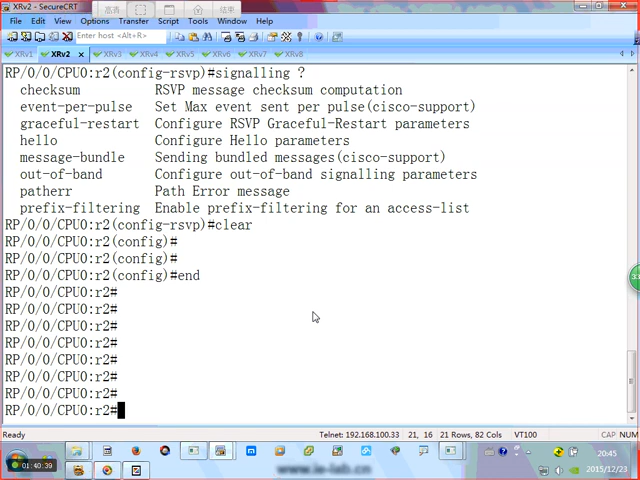 XRv2 - SecureCRT
File Edit View Options Transfer Script Tools Window Help
Enter host <Alt+R>
XRv1 XRv2 XRv3 XRv4 XRv5 XRv6 XRv7 XRv8
RP/0/0/CPU0:r2(config-rsvp)#signalling ?
checksum RSVP message checksum computation
event-per-pulse Set Max event sent per pulse(cisco-support)
graceful-restart Configure RSVP Graceful-Restart parameters
hello Configure Hello parameters
message-bundle Sending bundled messages(cisco-support)
out-of-band Configure out-of-band signalling parameters
patherr Path Error message
prefix-filtering Enable prefix-filtering for an access-list
RP/0/0/CPU0:r2(config-rsvp)#clear
RP/0/0/CPU0:r2(config)#
RP/0/0/CPU0:r2(config)#
RP/0/0/CPU0:r2(config)#end
RP/0/0/CPU0:r2#
RP/0/0/CPU0:r2#
RP/0/0/CPU0:r2#
RP/0/0/CPU0:r2#
RP/0/0/CPU0:r2#
RP/0/0/CPU0:r2#
RP/0/0/CPU0:r2#
RP/0/0/CPU0:r2#
Ready Telnet: 192.168.100.33 21, 16 21 Rows, 82 Cols VT100 CAP NUM
01:40:39
20:45
2015/12/23
www.ie-lab.cn